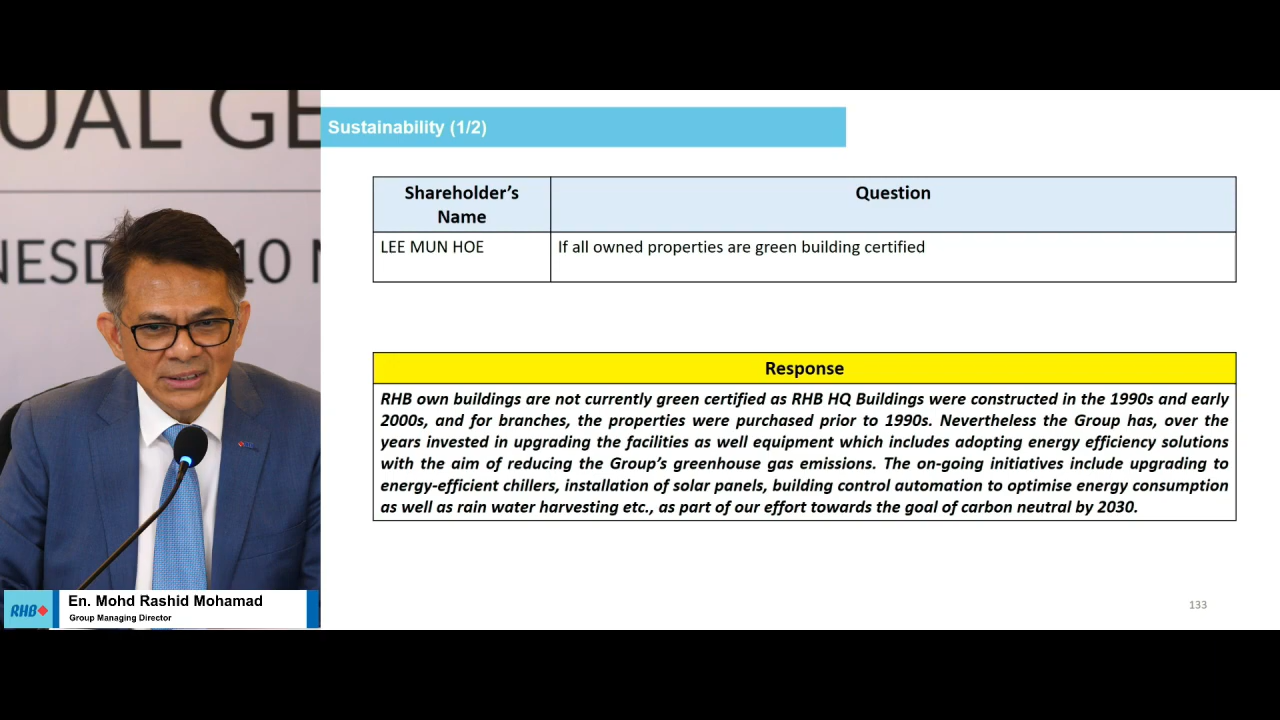 UAL GE
Sustainability (1/2)
Shareholder's
Name
Question
LEE MUN HOE
If all owned properties are green building certified
NESD 10
Response
RHB own buildings are not currently green certified as RHB HQ Buildings were constructed in the 1990s and early
2000s, and for branches, the properties were purchased prior to 1990s. Nevertheless the Group has, over the
years invested in upgrading the facilities as well equipment which includes adopting energy efficiency solutions
with the aim of reducing the Group's greenhouse gas emissions. The on-going initiatives include upgrading to
energy-efficient chillers, installation of solar panels, building control automation to optimise energy consumption
as well as rain water harvesting etc., as part of our effort towards the goal of carbon neutral by 2030.
RHB
En. Mohd Rashid Mohamad
Group Managing Director
133